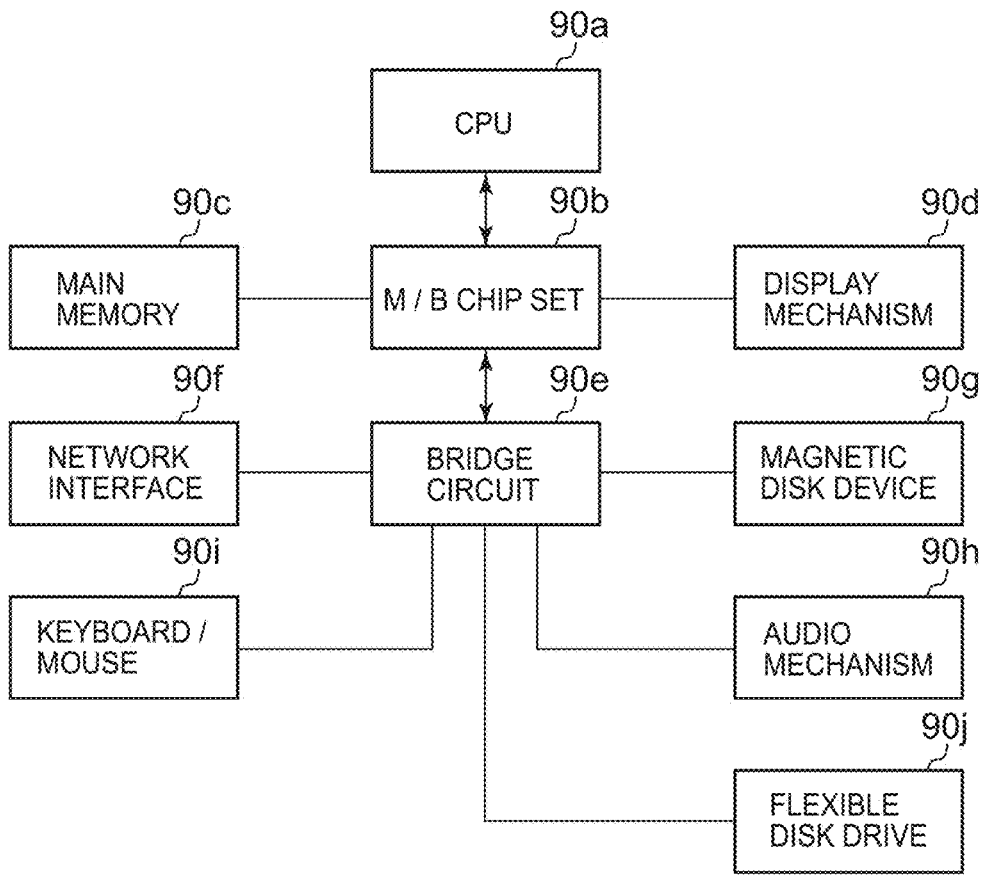 90a
CPU
90c
90b
90d
MAIN
MEMORY
M / B CHIP SET
DISPLAY
MECHANISM
90f
90e
90g
NETWORK
INTERFACE
BRIDGE
CIRCUIT
MAGNETIC
DISK DEVICE
90i
90h
KEYBOARD /
MOUSE
AUDIO
MECHANISM
90j
FLEXIBLE
DISK DRIVE